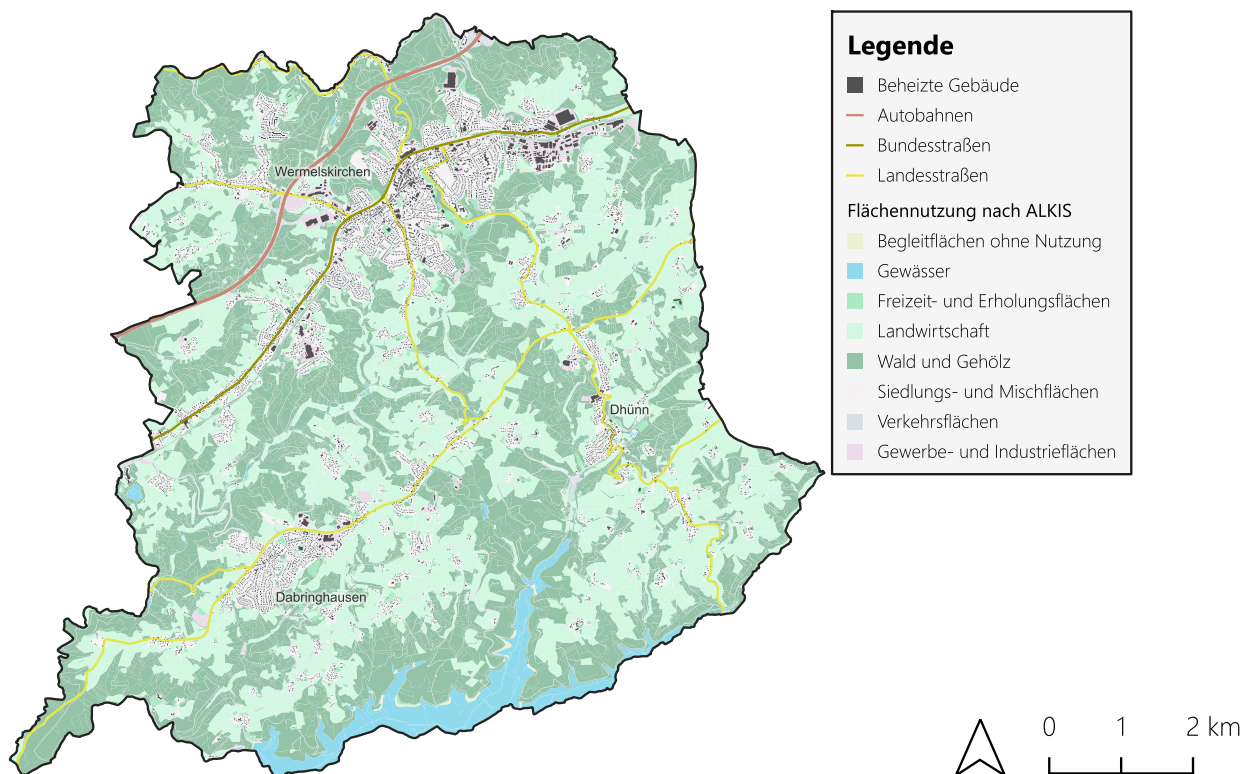 Legende
Beheizte Gebäude
Autobahnen
Bundesstraßen
Landesstraßen
Flächennutzung nach ALKIS
Begleitflächen ohne Nutzung
Gewässer
Freizeit- und Erholungsflächen
Landwirtschaft
Wald und Gehölz
Siedlungs- und Mischflächen
Verkehrsflächen
Gewerbe- und Industrieflächen
Wermelskirchen
Dhünn
Dabringhausen
0 1 2 km